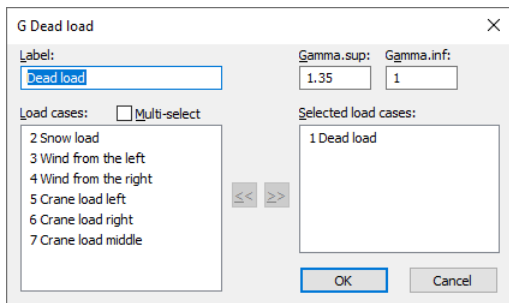 G Dead load
Label:
Gamma.sup:
Gamma.inf:
Dead load
1.35
1
Load cases:
Multi-select
Selected load cases:
2 Snow load
3 Wind from the left
4 Wind from the right
5 Crane load left
6 Crane load right
7 Crane load middle
<<
>>
1 Dead load
OK
Cancel